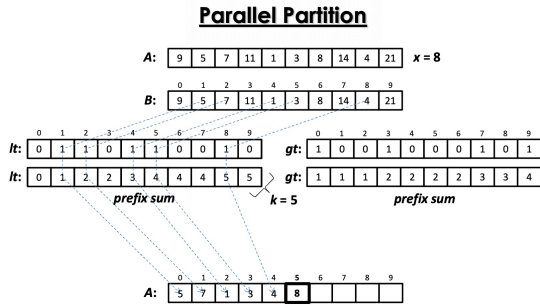 Parallel Partition
A: 9 5 7 11 1 3 8 14 4 21 x = 8
0 1 2 3 4 5 6 7 8 9
B: 9 5 7 11 1 3 8 14 4 21
0 1 2 3 4 5 6 7 8 9 0 1 2 3 4 5 6 7 8 9
lt: 0 1 1 0 1 1 0 0 1 0 gt: 1 0 0 1 0 0 0 1 0 1
lt: 0 1 2 2 3 4 4 4 5 5 gt: 1 1 1 2 2 2 2 3 3 4
prefix sum prefix sum
k = 5
0 1 2 3 4 5 6 7 8 9
A: 5 7 1 3 4 8